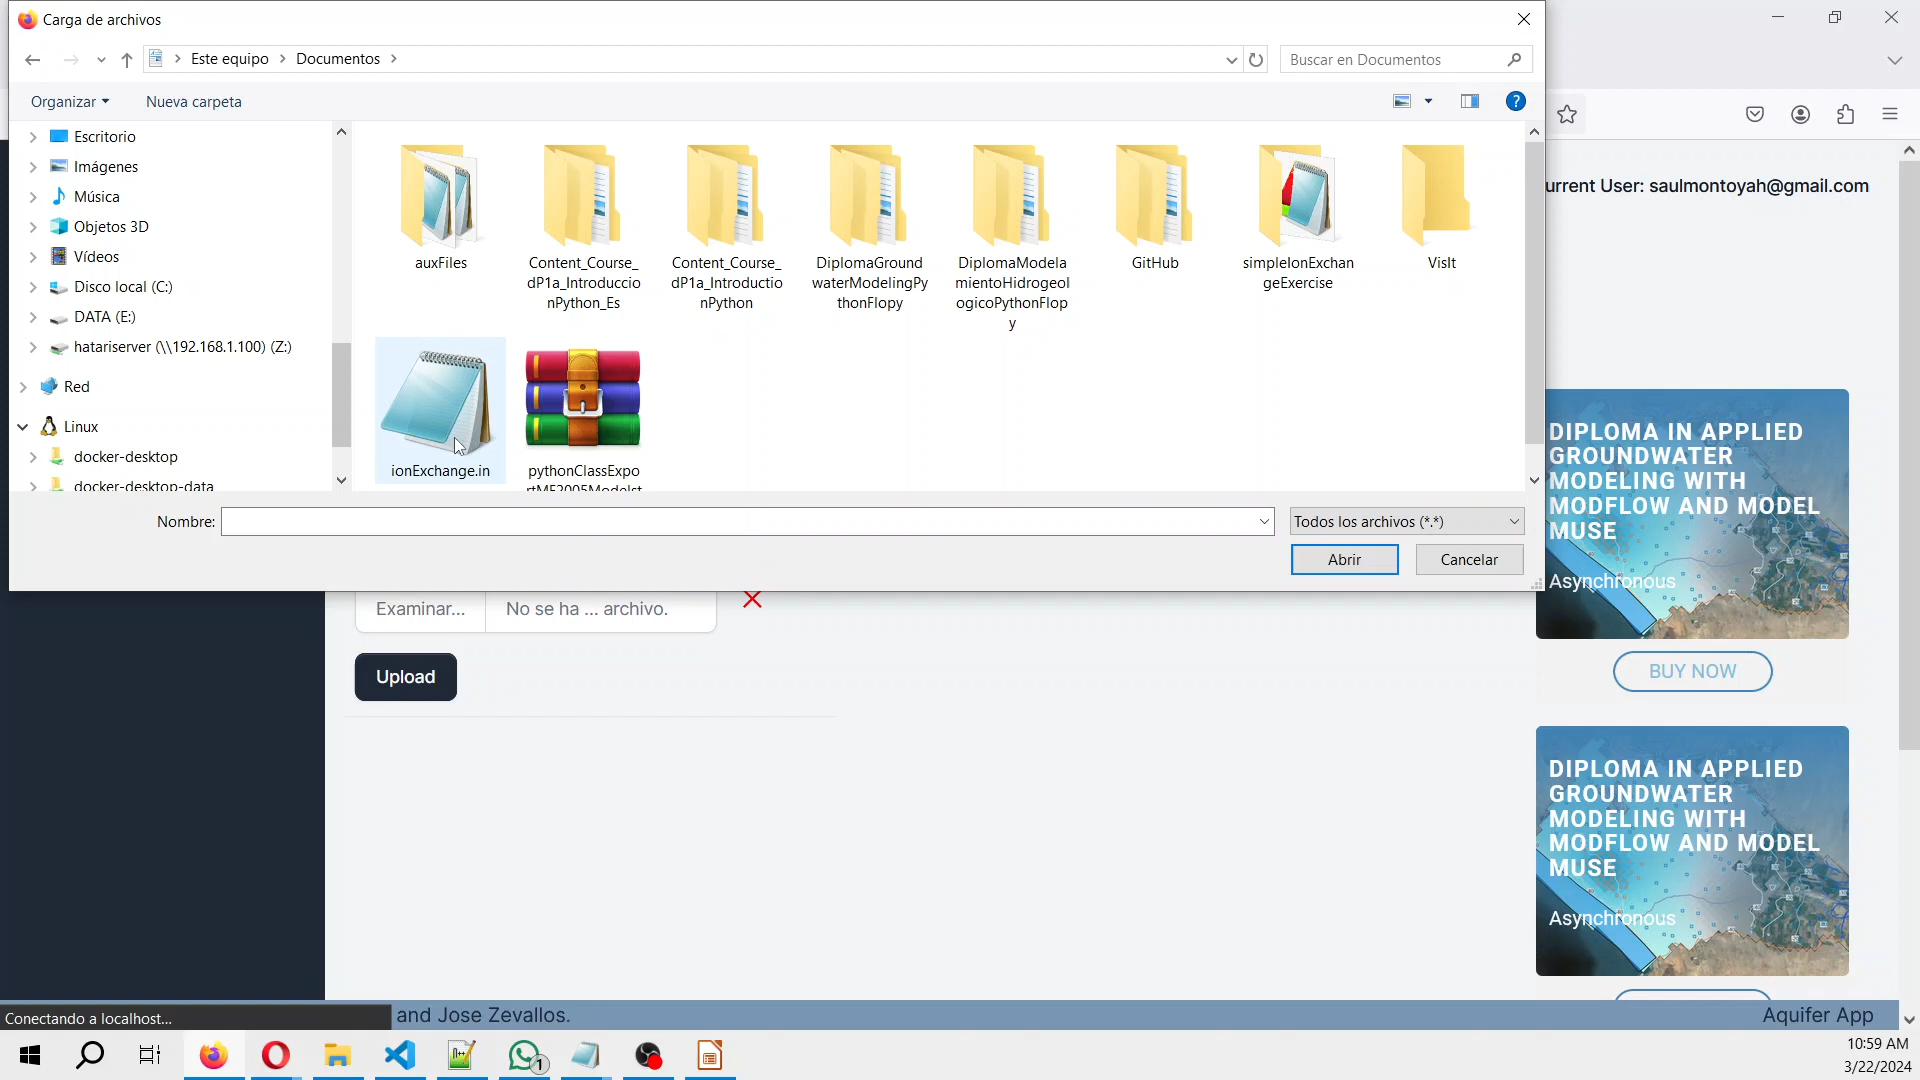 Carga de archivos
Este equipo > Documentos >
Buscar en Documentos
Organizar
Nueva carpeta
Escritorio
Imágenes
Música
Objetos 3D
Vídeos
Disco local (C:)
DATA (E:)
hatariserver (\\192.168.1.100) (Z:)
Red
Linux
docker-desktop
docker-desktop-data
auxFiles
Content_Course_
dP1a_Introduccio
nPython_Es
Content_Course_
dP1a_Introductio
nPython
DiplomaGround
waterModelingPy
thonFlopy
DiplomaModela
mientoHidrogeol
ogicoPythonFlop
y
GitHub
simpleIonExchan
geExercise
VisIt
ionExchange.in
pythonClassExpo
rtMF2005Modelst
Nombre:
Todos los archivos (*.*)
Abrir
Cancelar
urrent User: saulmontoyah@gmail.com
Examinar...
No se ha ... archivo.
Upload
DIPLOMA IN APPLIED
GROUNDWATER
MODELING WITH
MODFLOW AND MODEL
MUSE
Asynchronous
BUY NOW
DIPLOMA IN APPLIED
GROUNDWATER
MODELING WITH
MODFLOW AND MODEL
MUSE
Asynchronous
Conectando a localhost...
and Jose Zevallos.
Aquifer App
1
10:59 AM
3/22/2024